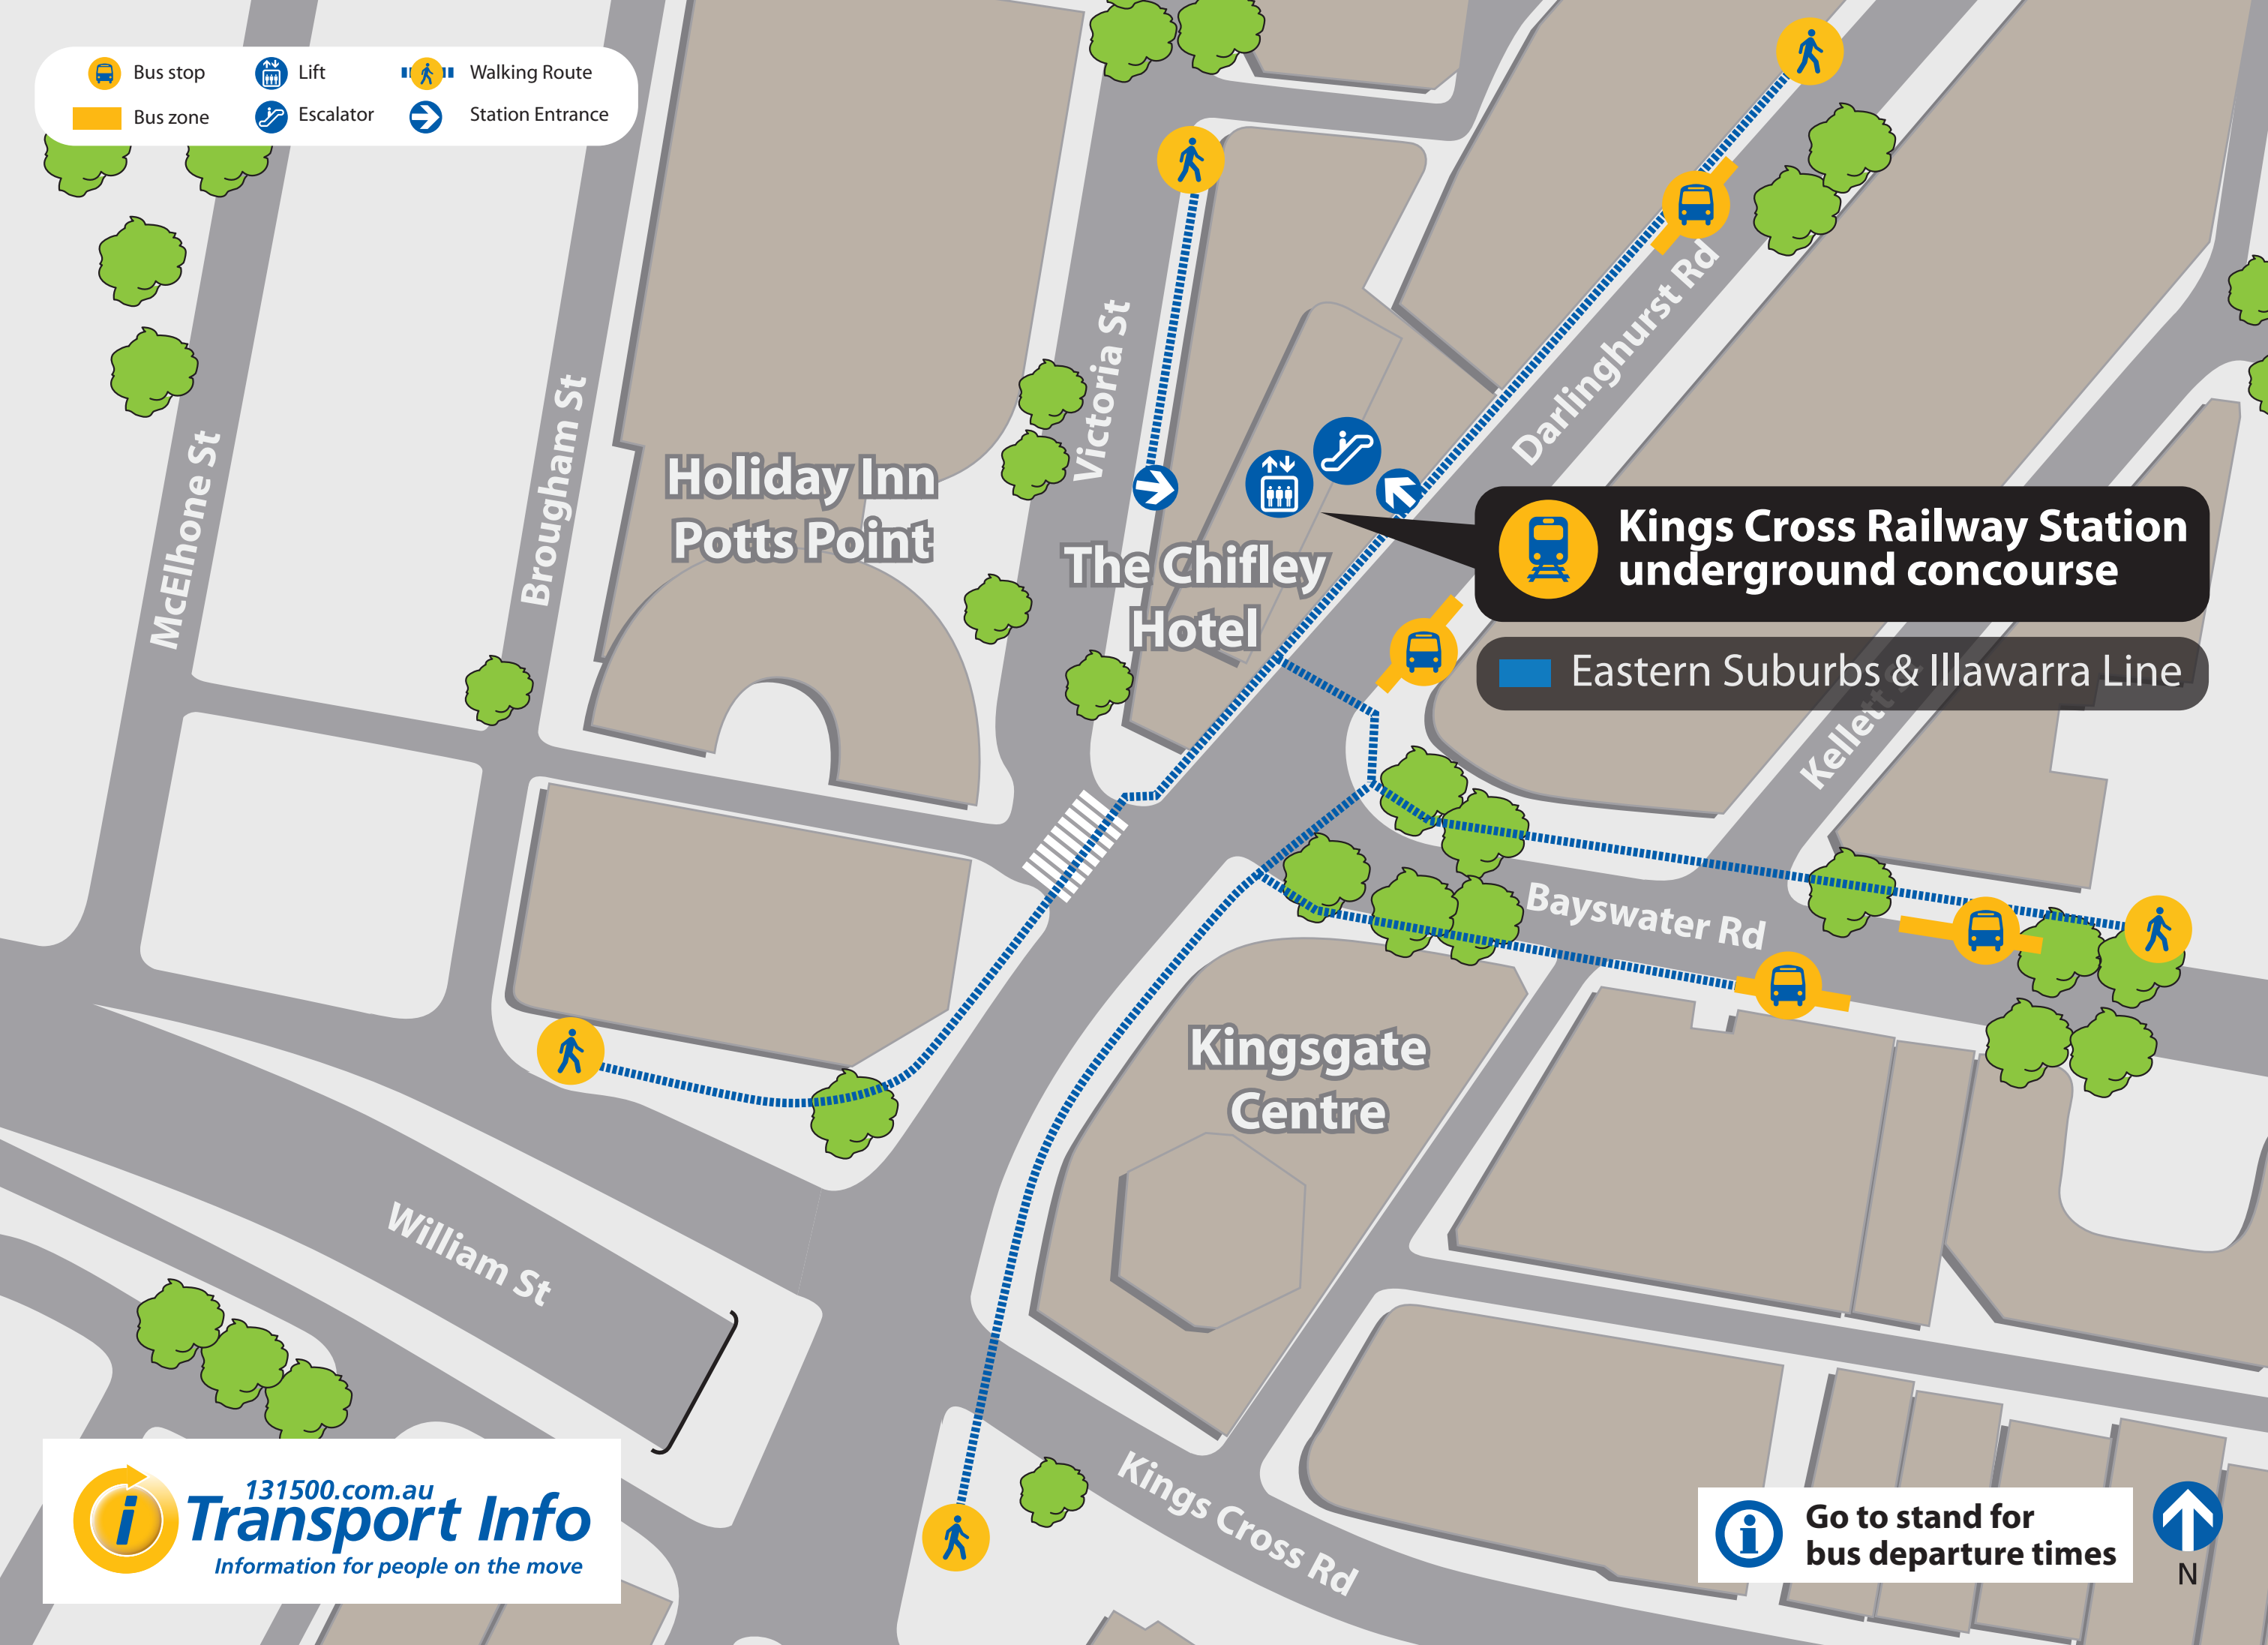 Bus stop
Lift
Walking Route
Bus zone
Escalator
Station Entrance
McElhone St
Brougham St
Victoria St
Darlinghurst Rd
Holiday Inn
Potts Point
The Chifley
Hotel
Kings Cross Railway Station
underground concourse
Eastern Suburbs & Illawarra Line
Kellett S
Bayswater Rd
Kingsgate
Centre
William St
Kings Cross Rd
131500.com.au
i Transport Info
Information for people on the move
i
Go to stand for
bus departure times
N